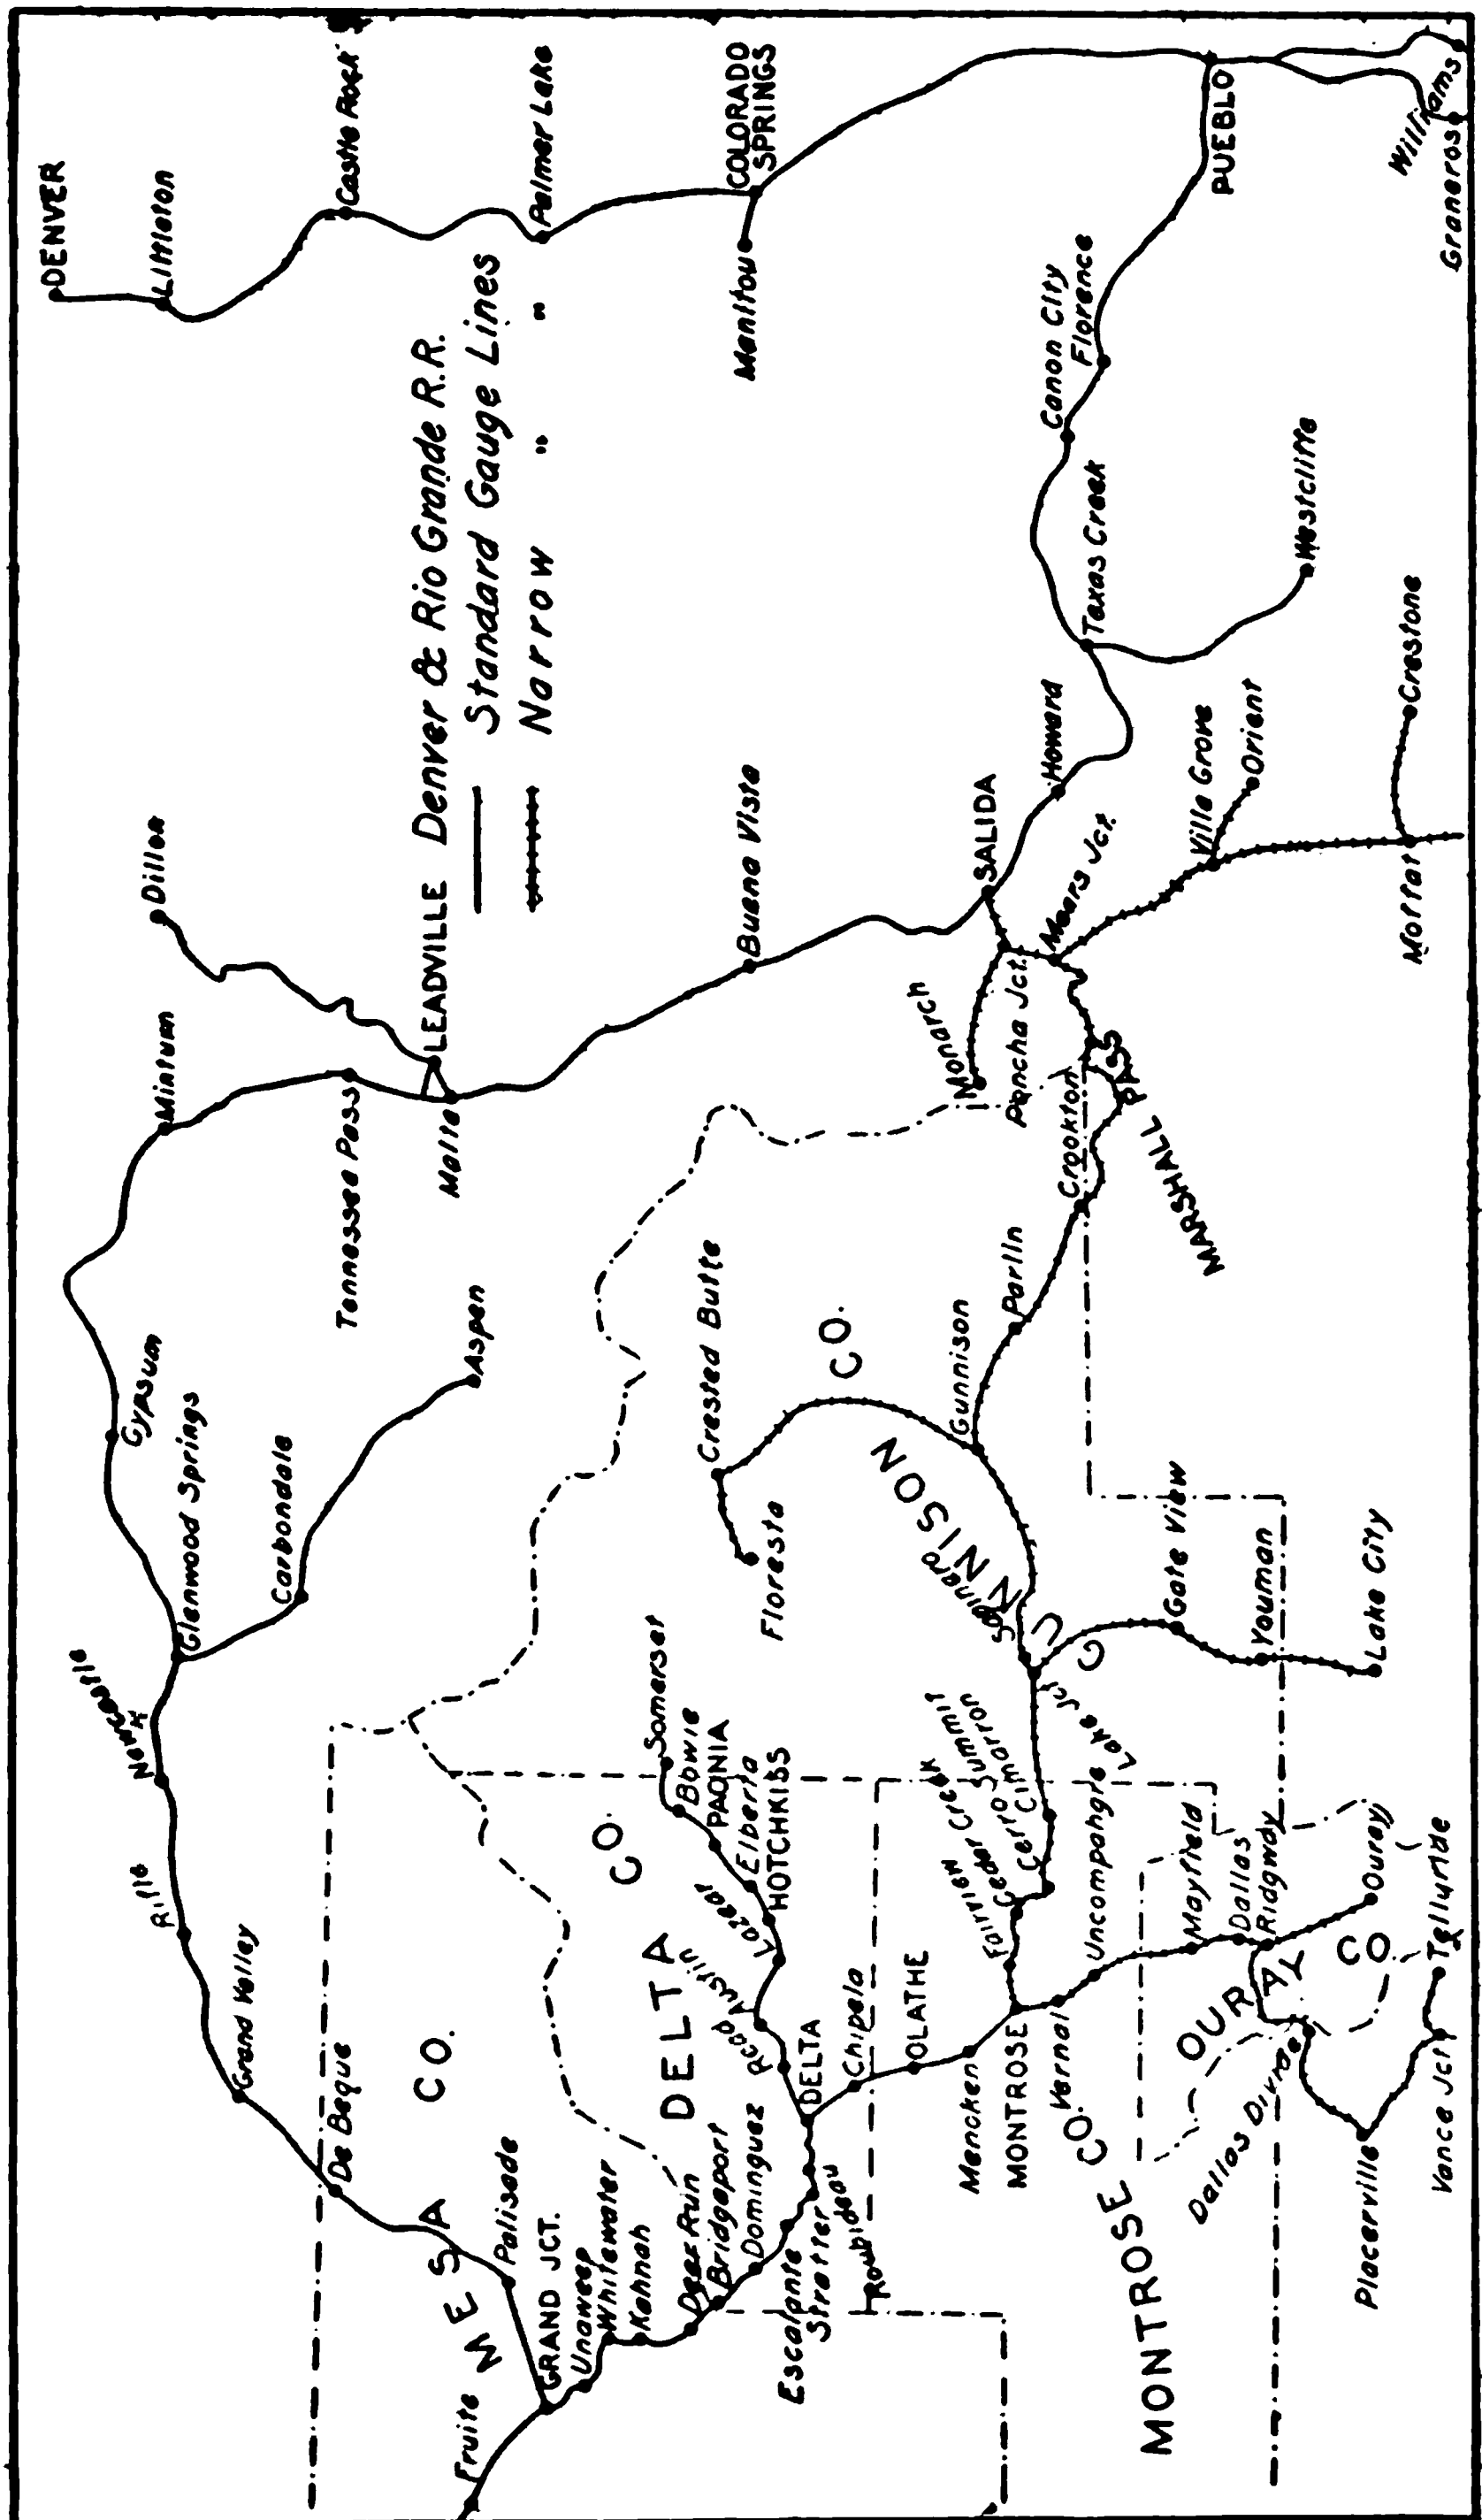 DENVER
Littleton
Castle Rock
Palmer Lake
COLORADO
SPRINGS
Manitou
PUEBLO
Williams
Graneros
Denver & Rio Grande R.R.
Standard Gauge Lines
Narrow " "
Canon City
Florence
Texas Creek
Westcliffe
Howard
SALIDA
Poncha Jct.
Mears Jct.
Villa Grove
Orient
Moffat
Crestone
Monarch
MARSHALL PASS
Buena Vista
LEADVILLE
Dillon
Malta
Tennessee Pass
Minturn
Gypsum
Glenwood Springs
Carbondale
Aspen
Newcastle
Rifle
Grand Valley
De Beque
Palisade
GRAND JCT.
Fruita
MESA CO.
Unaweep
Whitewater
Kahnah
Deer Run
Bridgeport
Dominguez
Escalante
Stratter
Roubideau
DELTA
DELTA CO.
Read
Austin
Lazear
HOTCHKISS
Elberta
PAONIA
Bowie
Somerset
Chipeta
OLATHE
Mencken
MONTROSE
MONTROSE CO.
Vernal
Uncompahgre
Mayfield
Dallas
Ridgway
Ouray
OURAY CO
Dallas Divide
Placerville
Vance Jct
Telluride
Fairview
Cedar Creek
Cerro Summit
Cimarron
Lake Jct
Sapinero
Gate View
Youman
Lake City
GUNNISON CO.
Gunnison
Crested Butte
Floresta
Parlin
Crookton